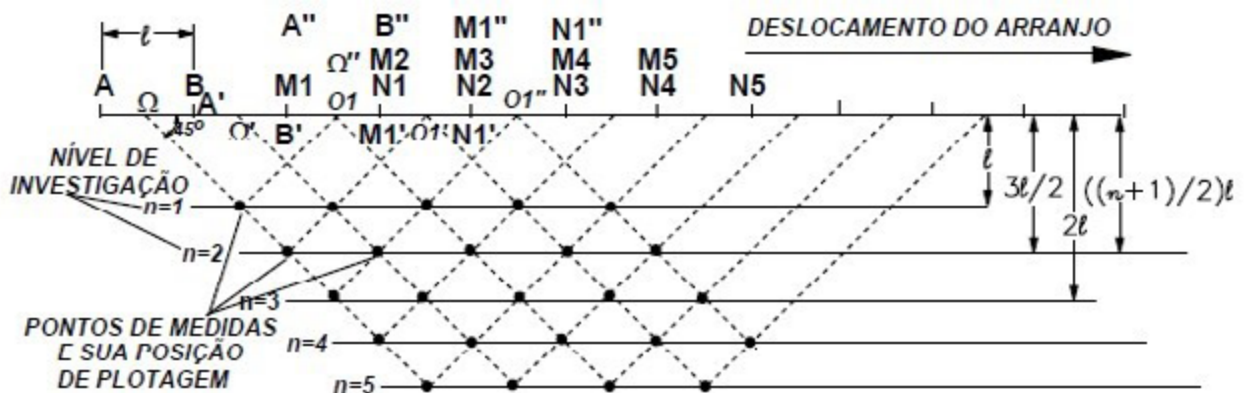 A" B" M1" N1" DESLOCAMENTO DO ARRANJO
ℓ Ω" M2 M3 M4 M5
A Ω B A' M1 O1 N1 N2 O1" N3 N4 N5
45º Ω' B' M1' O1' N1'
NÍVEL DE
INVESTIGAÇÃO
n=1
n=2
n=3
n=4
n=5
ℓ
3ℓ/2
2ℓ
((n+1)/2)ℓ
PONTOS DE MEDIDAS
E SUA POSIÇÃO
DE PLOTAGEM